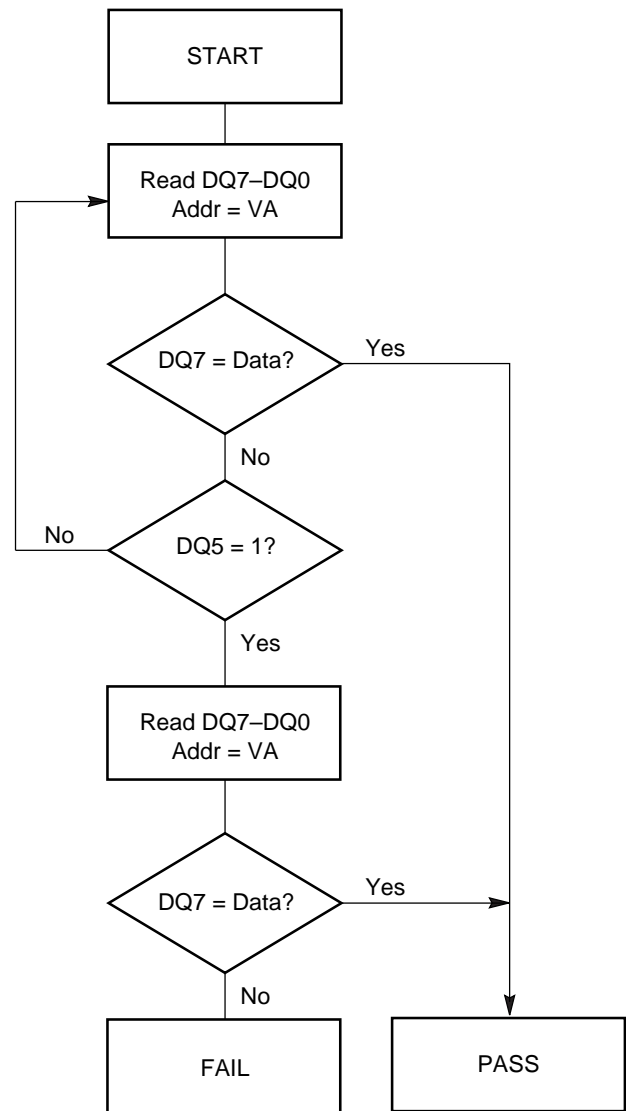 START
Read DQ7–DQ0
Addr = VA
DQ7 = Data?
Yes
No
No
DQ5 = 1?
Yes
Read DQ7–DQ0
Addr = VA
DQ7 = Data?
Yes
No
FAIL
PASS